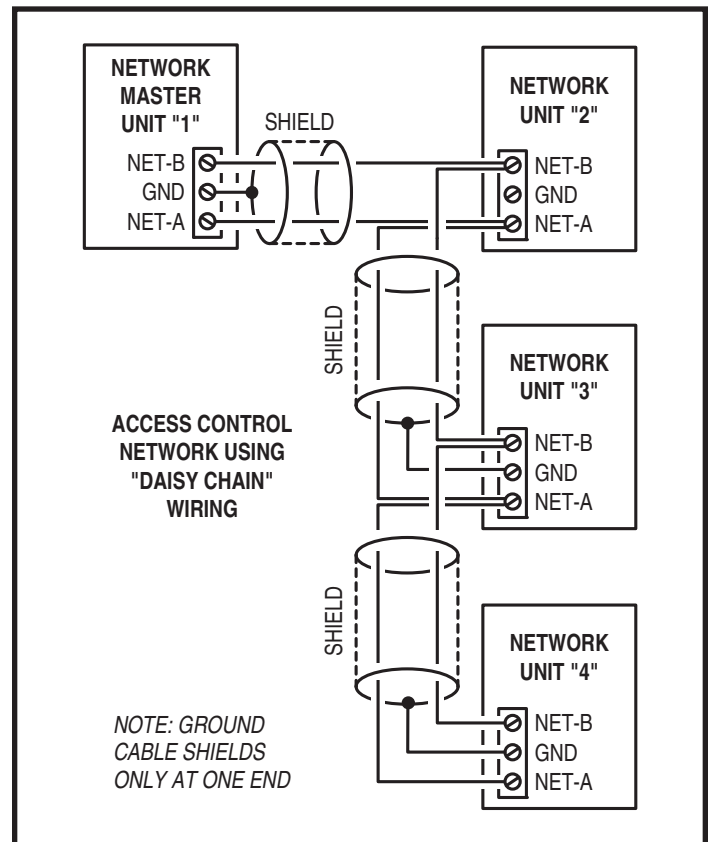 NETWORK
MASTER
UNIT "1"
NET-B
GND
NET-A
SHIELD
NETWORK
UNIT "2"
NET-B
GND
NET-A
SHIELD
NETWORK
UNIT "3"
NET-B
GND
NET-A
ACCESS CONTROL
NETWORK USING
"DAISY CHAIN"
WIRING
SHIELD
NETWORK
UNIT "4"
NET-B
GND
NET-A
NOTE: GROUND
CABLE SHIELDS
ONLY AT ONE END